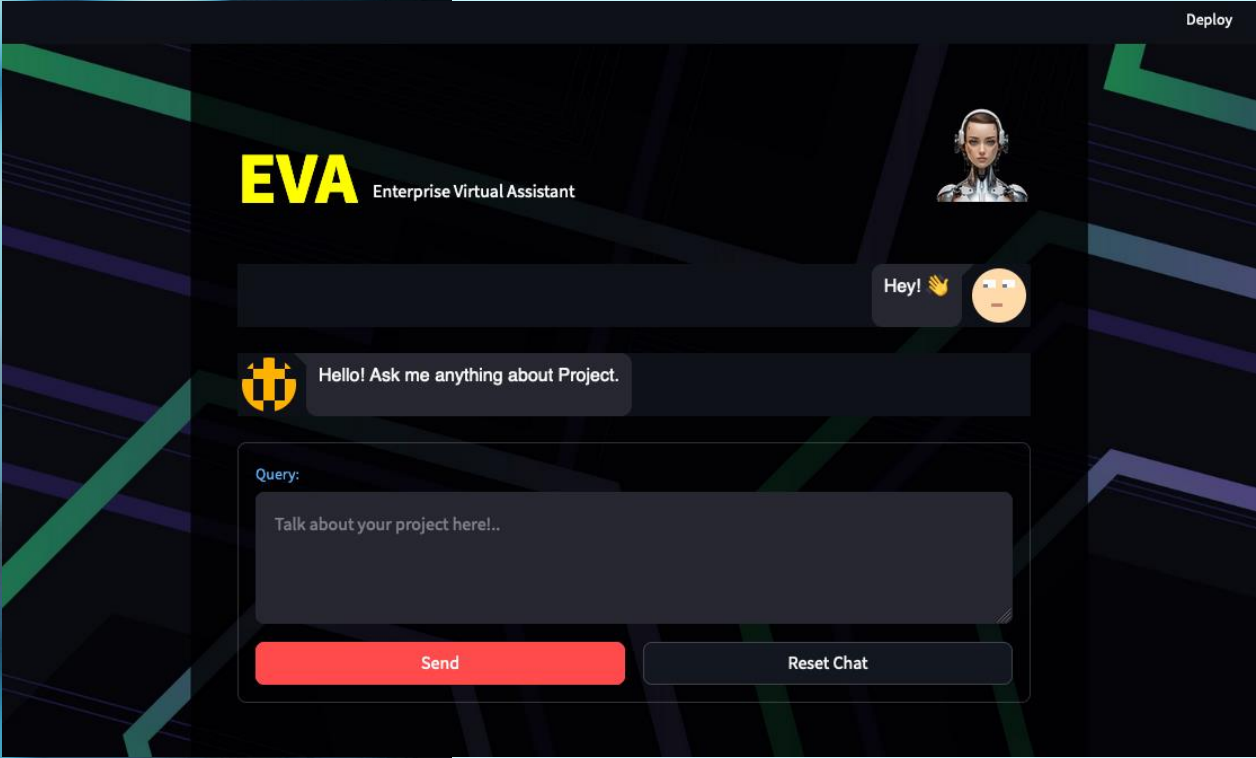 Deploy
EVA Enterprise Virtual Assistant
Hey! 👋
Hello! Ask me anything about Project.
Query:
Talk about your project here!..
Send
Reset Chat